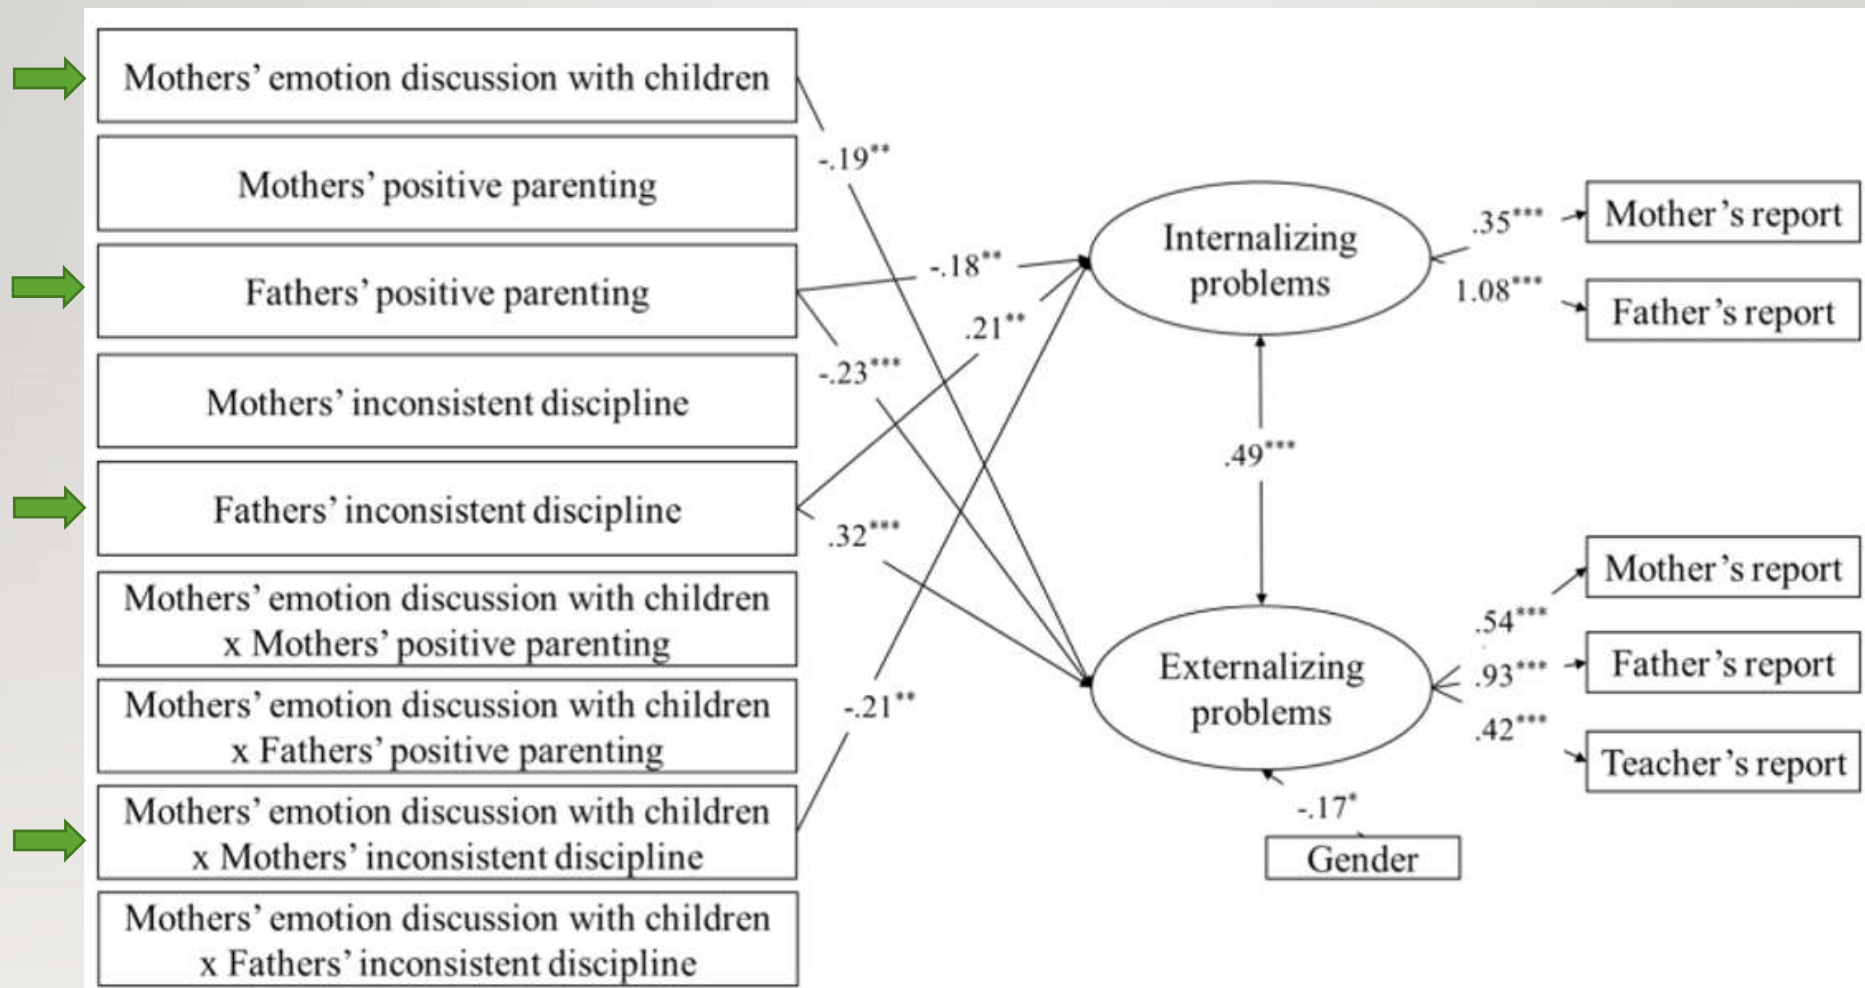 Mothers’ emotion discussion with children
Mothers’ positive parenting
Fathers’ positive parenting
Mothers’ inconsistent discipline
Fathers’ inconsistent discipline
Mothers’ emotion discussion with children
x Mothers’ positive parenting
Mothers’ emotion discussion with children
x Fathers’ positive parenting
Mothers’ emotion discussion with children
x Mothers’ inconsistent discipline
Mothers’ emotion discussion with children
x Fathers’ inconsistent discipline
-.19**
-.18**
.21**
-.23***
.32***
-.21**
Internalizing
problems
.49***
Externalizing
problems
-.17*
Gender
.35***
1.08***
Mother’s report
Father’s report
.54***
.93***
.42***
Mother’s report
Father’s report
Teacher’s report